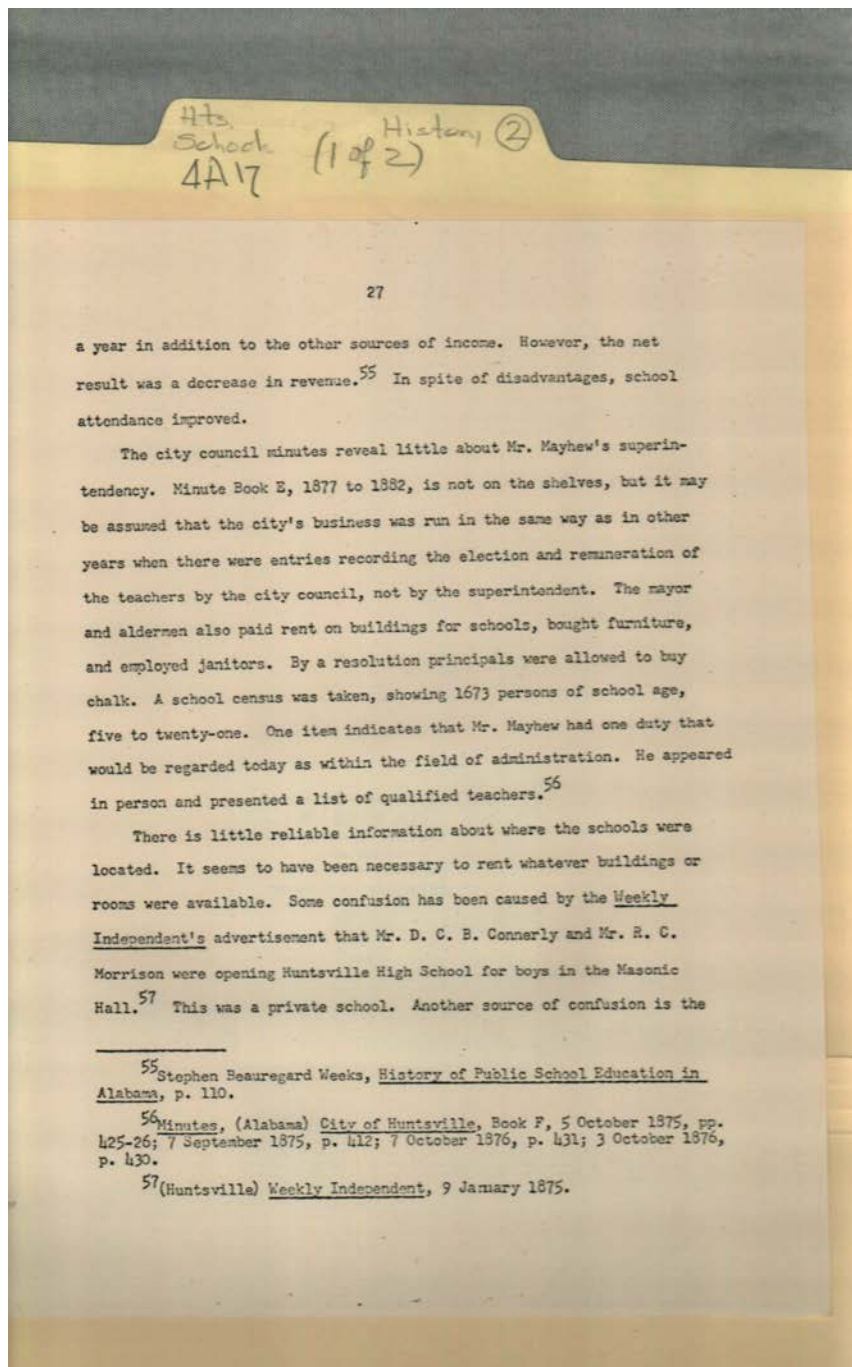 Hts. History ②
School (1 of 2)
4A17
27
a year in addition to the other sources of income. However, the net
result was a decrease in revenue.55 In spite of disadvantages, school
attendance improved.
The city council minutes reveal little about Mr. Mayhew's superin-
tendency. Minute Book E, 1877 to 1882, is not on the shelves, but it may
be assumed that the city's business was run in the same way as in other
years when there were entries recording the election and remuneration of
the teachers by the city council, not by the superintendent. The mayor
and aldermen also paid rent on buildings for schools, bought furniture,
and employed janitors. By a resolution principals were allowed to buy
chalk. A school census was taken, showing 1673 persons of school age,
five to twenty-one. One item indicates that Mr. Mayhew had one duty that
would be regarded today as within the field of administration. He appeared
in person and presented a list of qualified teachers.56
There is little reliable information about where the schools were
located. It seems to have been necessary to rent whatever buildings or
rooms were available. Some confusion has been caused by the Weekly
Independent's advertisement that Mr. D. C. B. Connerly and Mr. R. C.
Morrison were opening Huntsville High School for boys in the Masonic
Hall.57 This was a private school. Another source of confusion is the
55Stephen Beauregard Weeks, History of Public School Education in
Alabama, p. 110.
56Minutes, (Alabama) City of Huntsville, Book F, 5 October 1875, pp.
425-26; 7 September 1875, p. 412; 7 October 1876, p. 431; 3 October 1876,
p. 430.
57(Huntsville) Weekly Independent, 9 January 1875.